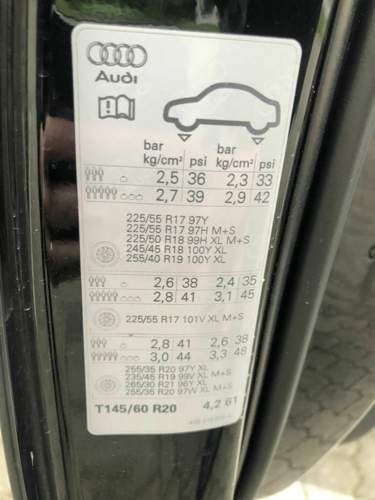 Audi
bar kg/cm² psi bar kg/cm² psi
2,5 36 2,3 33
2,7 39 2,9 42
225/55 R17 97Y
225/55 R17 97H M+S
225/50 R18 99H XL M+S
245/45 R18 100Y XL
255/40 R19 100Y XL
2,6 38 2,4 35
2,8 41 3,1 45
225/55 R17 101V XL M+S
2,8 41 2,6 38
3,0 44 3,3 48
255/35 R20 97Y XL
235/45 R19 99V XL M+S
265/30 R21 96Y XL
255/35 R20 97W XL M+S
T145/60 R20 4,2 61